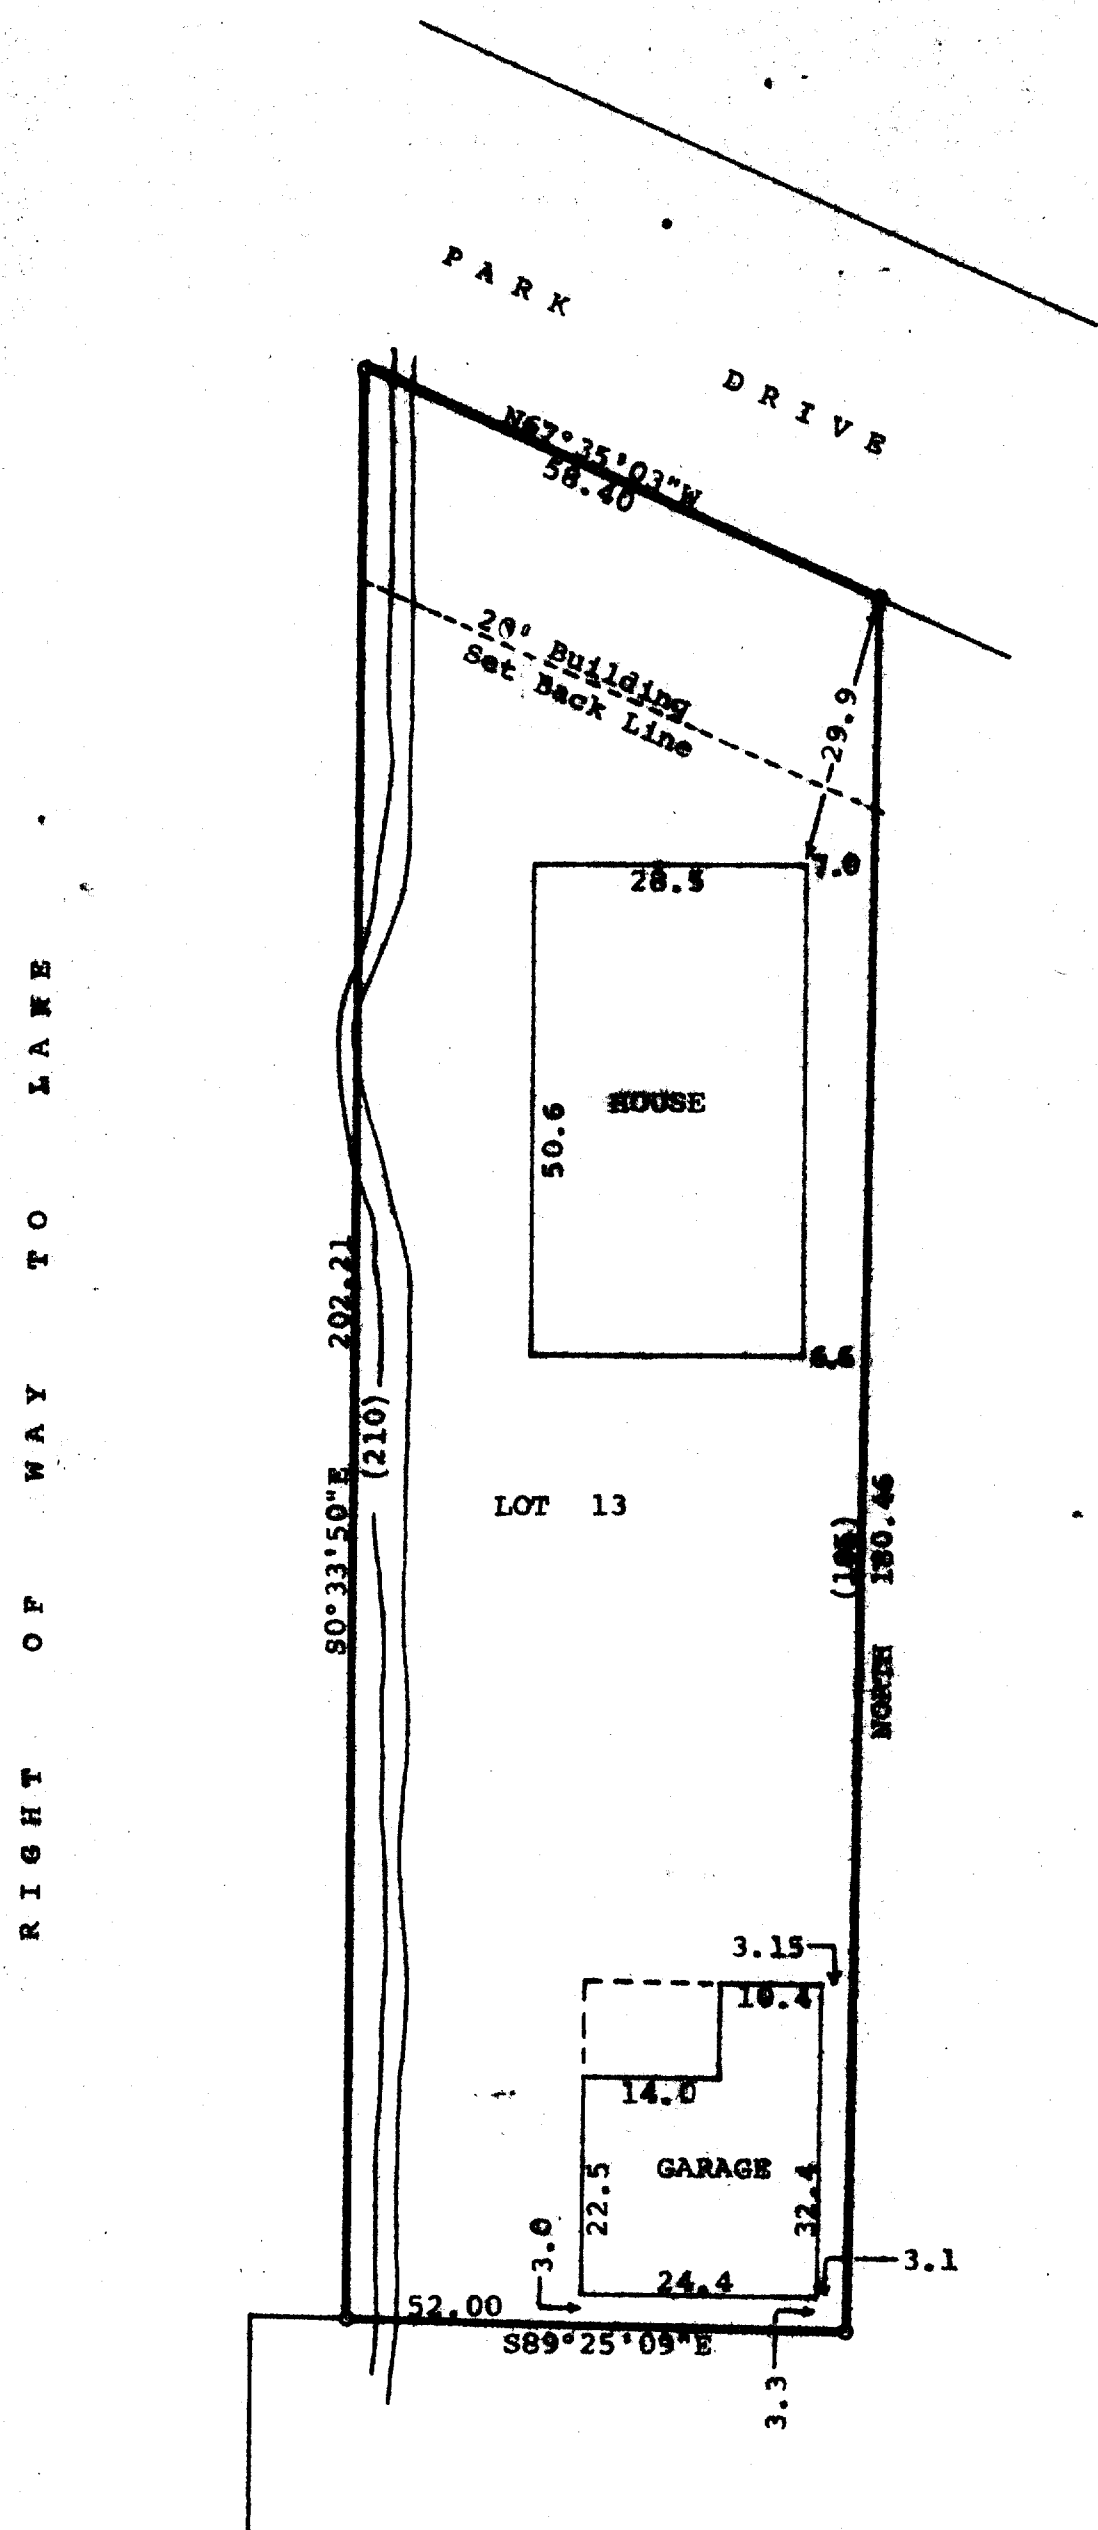 PARK DRIVE
N67°35'03"W
58.40
20' Building
Set Back Line
29.9
7.0
28.5
HOUSE
50.6
6.6
RIGHT OF WAY TO LANE
202.21
(210)
S0°33'50"E
LOT 13
(185)
180.46
NORTH
3.15
10.4
14.0
GARAGE
22.5
32.4
3.0
24.4
3.1
52.00
S89°25'09"E
3.3